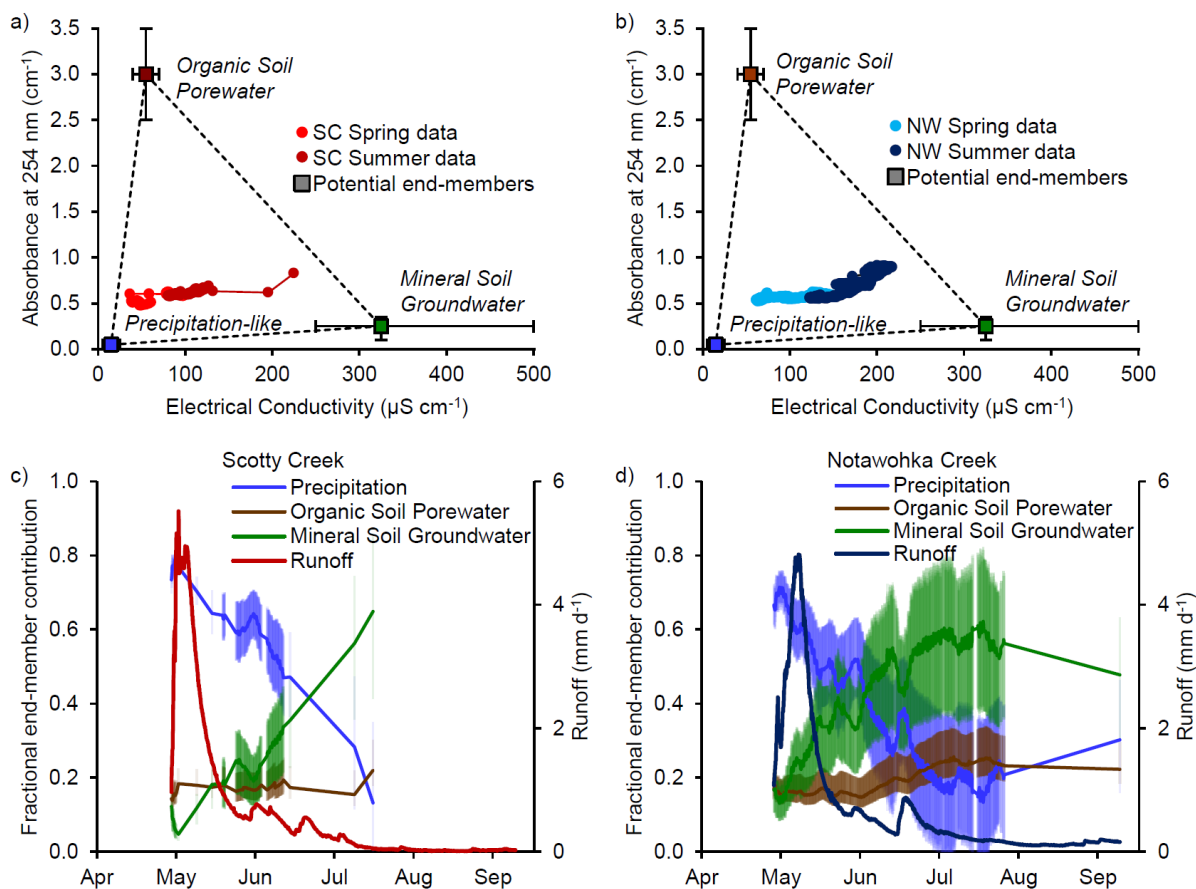 a)
Absorbance at 254 nm (cm⁻¹)
3.5
3.0
2.5
2.0
1.5
1.0
0.5
0.0
Organic Soil
Porewater
SC Spring data
SC Summer data
Potential end-members
Mineral Soil
Groundwater
Precipitation-like
0 100 200 300 400 500
Electrical Conductivity (µS cm⁻¹)
b)
Absorbance at 254 nm (cm⁻¹)
3.5
3.0
2.5
2.0
1.5
1.0
0.5
0.0
Organic Soil
Porewater
NW Spring data
NW Summer data
Potential end-members
Mineral Soil
Groundwater
Precipitation-like
0 100 200 300 400 500
Electrical Conductivity (µS cm⁻¹)
c)
Scotty Creek
Precipitation
Organic Soil Porewater
Mineral Soil Groundwater
Runoff
Fractional end-member contribution
1.0
0.8
0.6
0.4
0.2
0.0
6
4
2
0
Runoff (mm d⁻¹)
Apr May Jun Jul Aug Sep
d)
Notawohka Creek
Precipitation
Organic Soil Porewater
Mineral Soil Groundwater
Runoff
Fractional end-member contribution
1.0
0.8
0.6
0.4
0.2
0.0
6
4
2
0
Runoff (mm d⁻¹)
Apr May Jun Jul Aug Sep